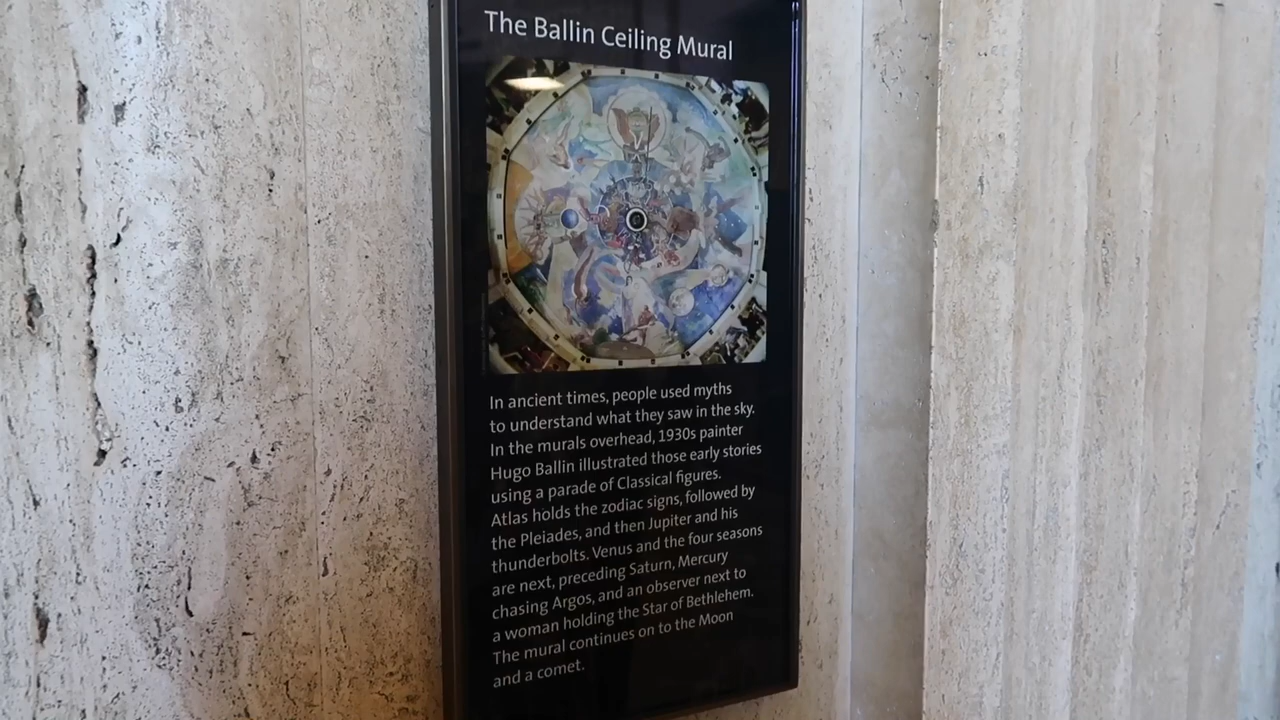 The Ballin Ceiling Mural
In ancient times, people used myths
to understand what they saw in the sky.
In the murals overhead, 1930s painter
Hugo Ballin illustrated those early stories
using a parade of Classical figures.
Atlas holds the zodiac signs, followed by
the Pleiades, and then Jupiter and his
thunderbolts. Venus and the four seasons
are next, preceding Saturn, Mercury
chasing Argos, and an observer next to
a woman holding the Star of Bethlehem.
The mural continues on to the Moon
and a comet.